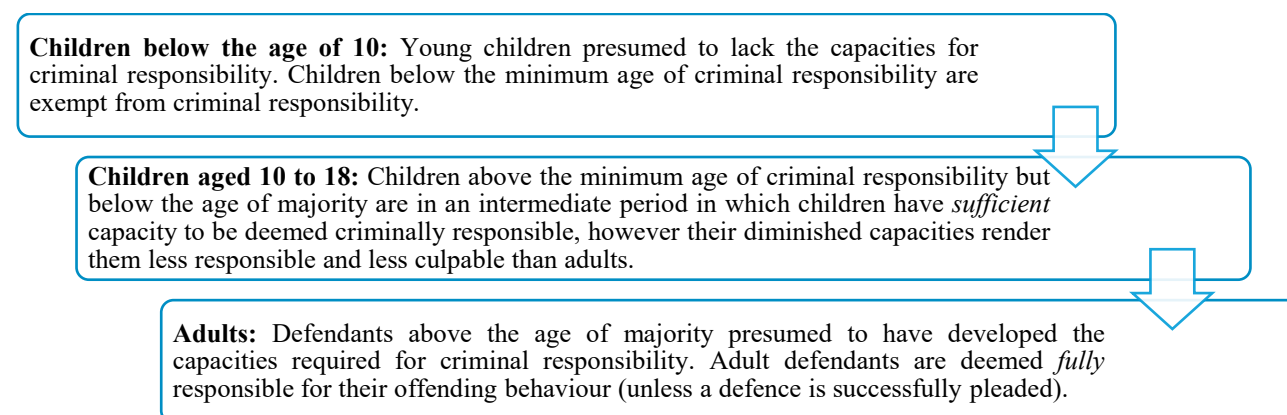 Children below the age of 10: Young children presumed to lack the capacities for
criminal responsibility. Children below the minimum age of criminal responsibility are
exempt from criminal responsibility.
Children aged 10 to 18: Children above the minimum age of criminal responsibility but
below the age of majority are in an intermediate period in which children have sufficient
capacity to be deemed criminally responsible, however their diminished capacities render
them less responsible and less culpable than adults.
Adults: Defendants above the age of majority presumed to have developed the
capacities required for criminal responsibility. Adult defendants are deemed fully
responsible for their offending behaviour (unless a defence is successfully pleaded).